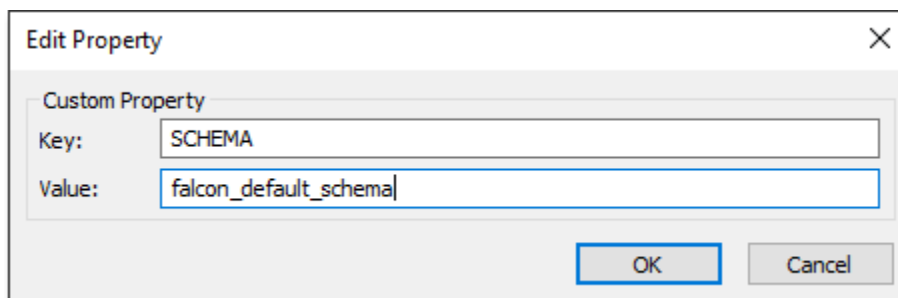 Edit Property
Custom Property
Key: SCHEMA
Value: falcon_default_schema
OK Cancel